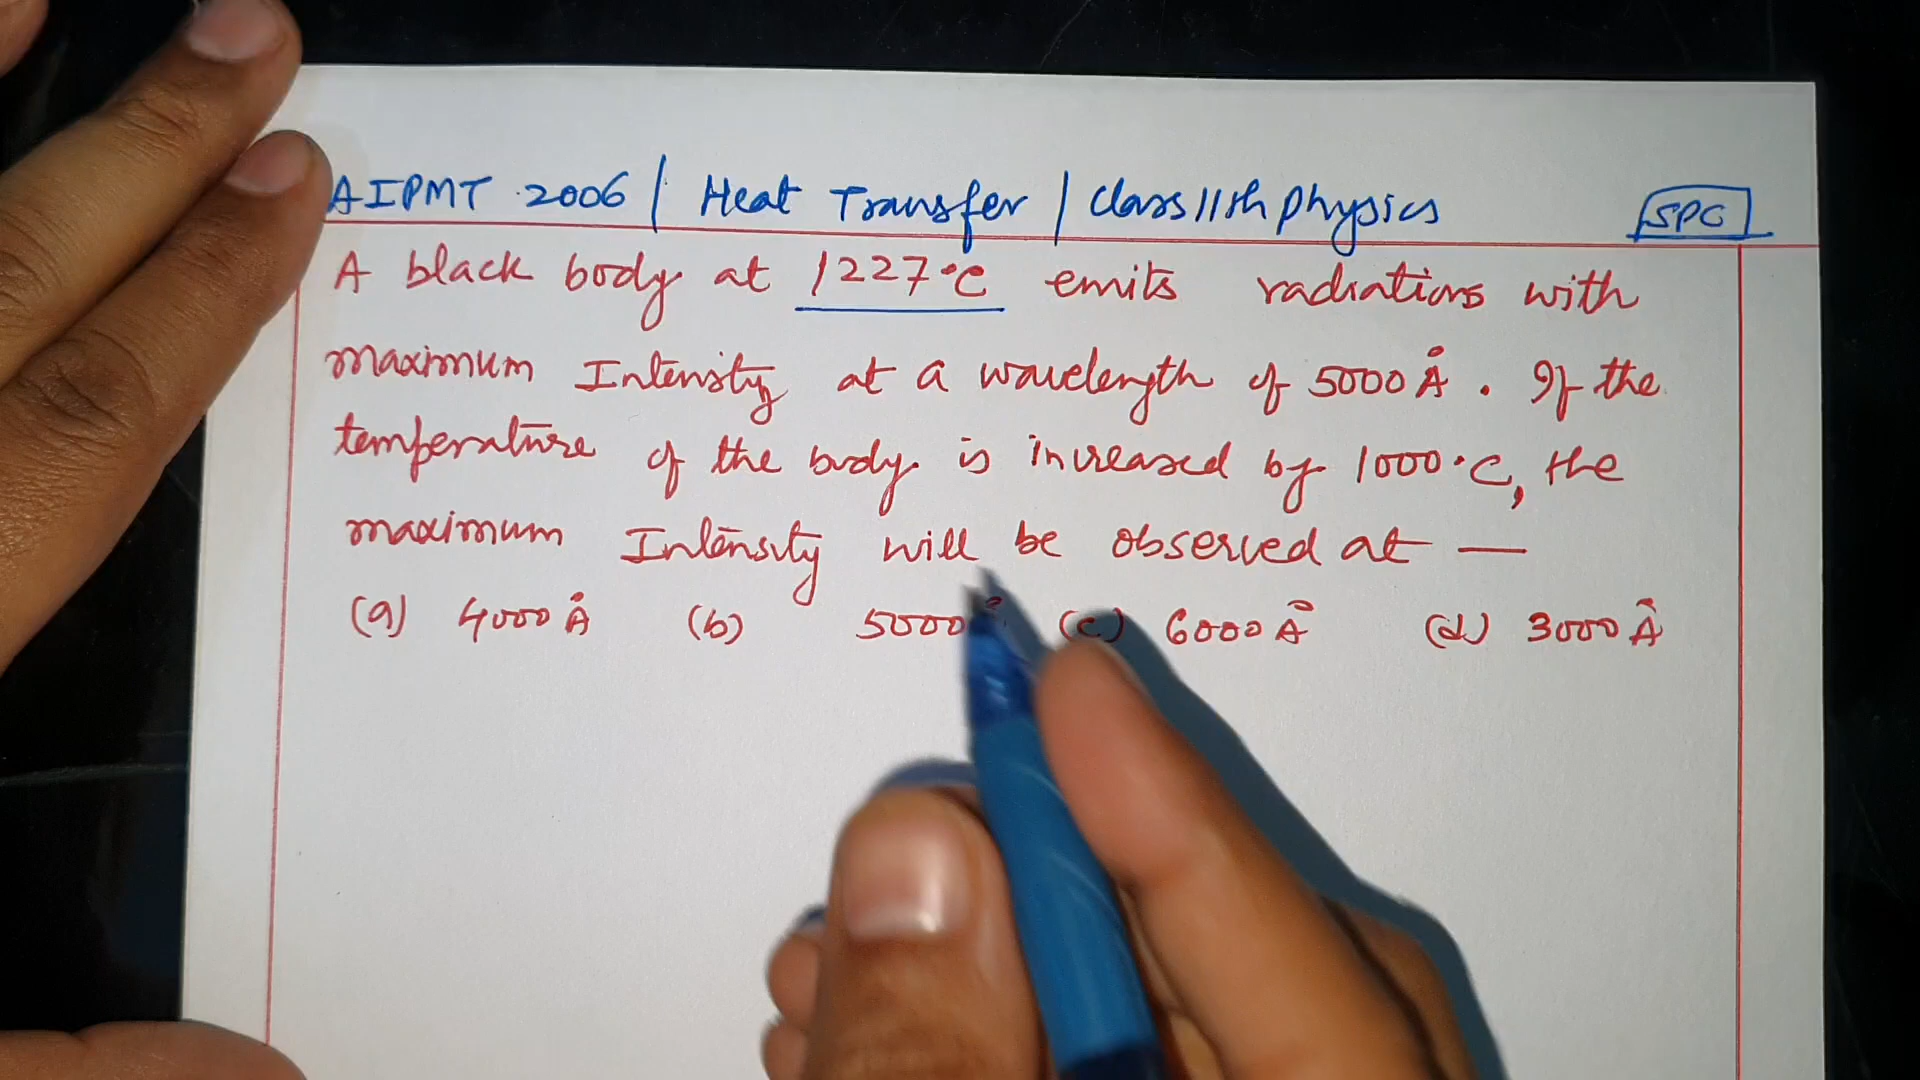 AIPMT 2006 | Heat Transfer | Class 11th physics SPC
A black body at 1227°C emits radiations with
maximum Intensity at a wavelength of 5000 Å. If the
temperature of the body is increased by 1000°C, the
maximum Intensity will be observed at —
(a) 4000 Å (b) 5000 (c) 6000 Å (d) 3000 Å